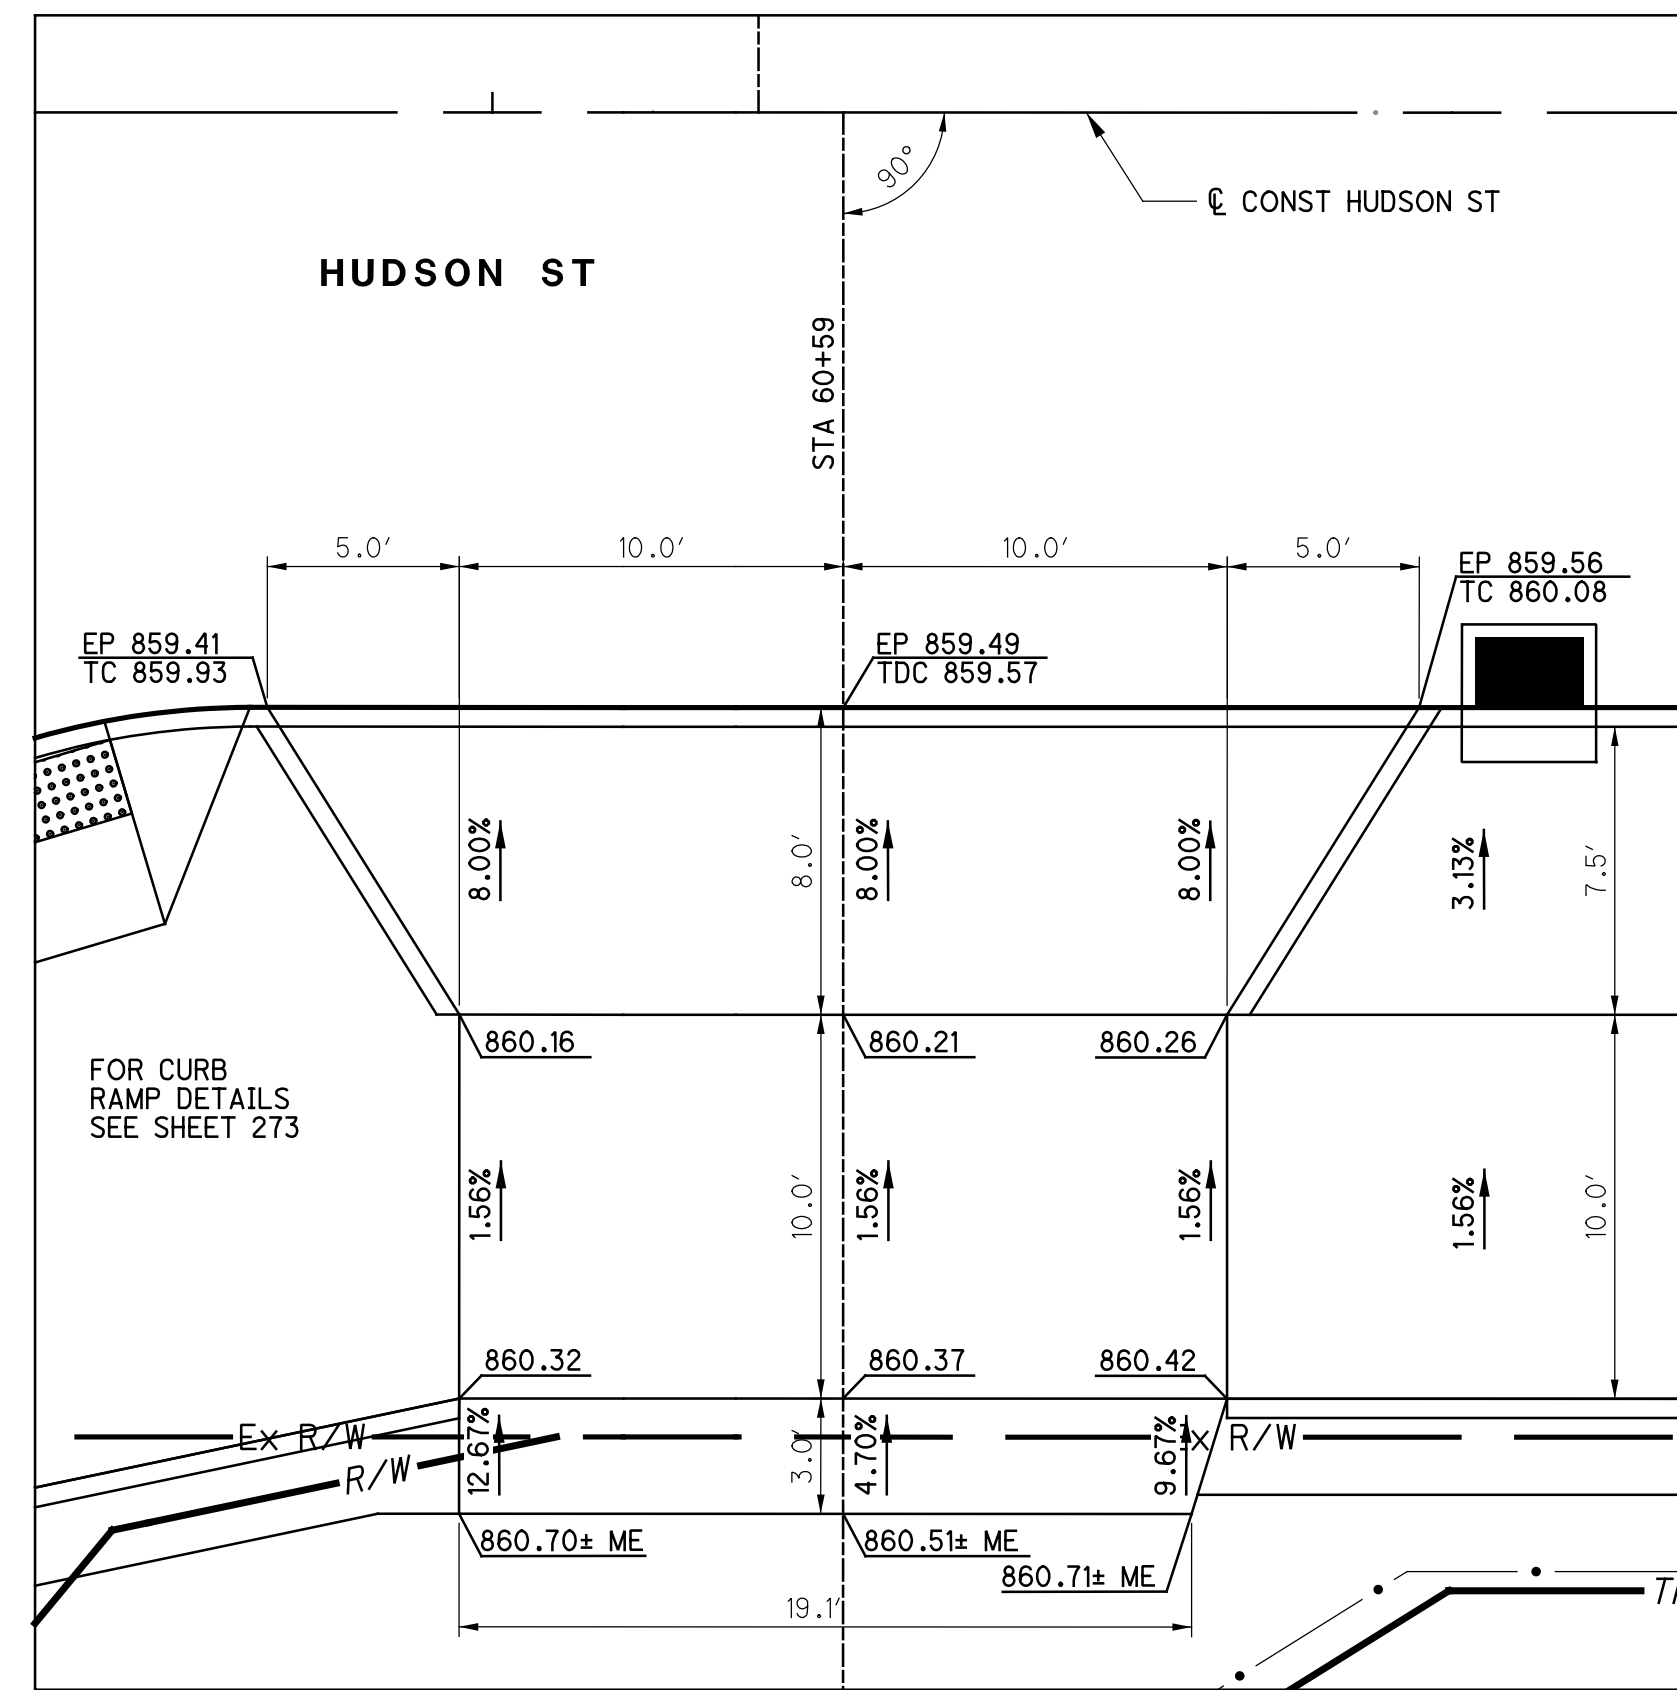 90°
℄ CONST HUDSON ST
HUDSON ST
STA 60+59
5.0′
10.0′
10.0′
5.0′
EP 859.56
TC 860.08
EP 859.41
TC 859.93
EP 859.49
TDC 859.57
8.00%
8.0′
8.00%
8.00%
3.13%
7.5′
860.16
860.21
860.26
FOR CURB
RAMP DETAILS
SEE SHEET 273
1.56%
10.0′
1.56%
1.56%
1.56%
10.0′
860.32
860.37
860.42
Ex R/W
R/W
12.67%
3.0′
4.70%
9.67%
Ex R/W
860.70± ME
860.51± ME
860.71± ME
19.1′